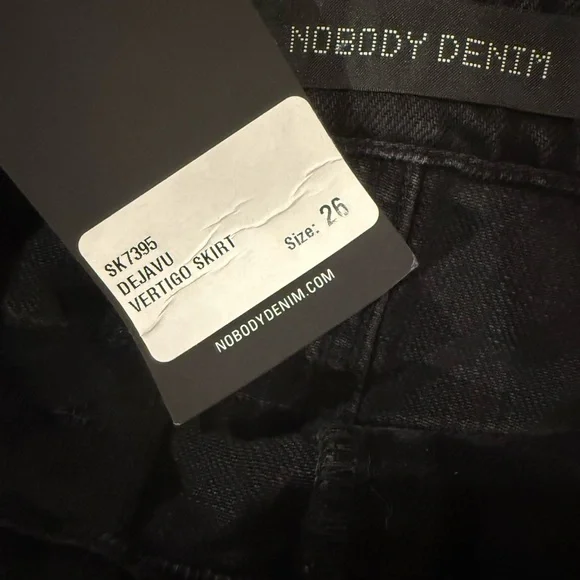 NOBODY DENIM
SK7395
DEJAVU
VERTIGO SKIRT
Size: 26
NOBODYDENIM.COM